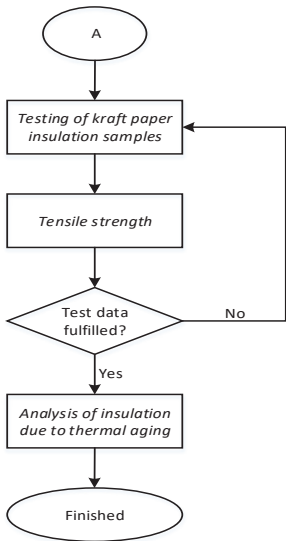 A
Testing of kraft paper
insulation samples
Tensile strength
Test data
fulfilled?
No
Yes
Analysis of insulation
due to thermal aging
Finished